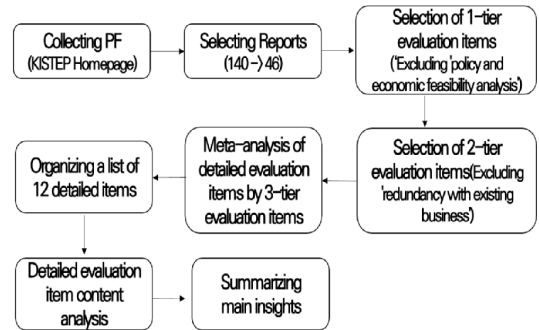 Collecting PF
(KISTEP Homepage)
Selecting Reports
(140 -> 46)
Selection of 1-tier
evaluation items
('Excluding 'policy and
economic feasibility analysis')
Selection of 2-tier
evaluation items(Excluding
'redundancy with existing
business')
Meta-analysis of
detailed evaluation
items by 3-tier
evaluation items
Organizing a list of
12 detailed items
Detailed evaluation
item content
analysis
Summarizing
main insights